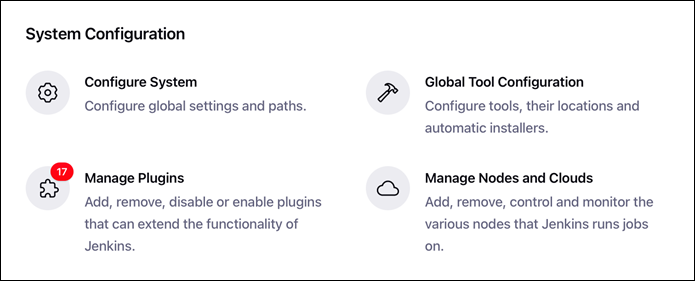 System Configuration
Configure System
Configure global settings and paths.
Global Tool Configuration
Configure tools, their locations and
automatic installers.
17
Manage Plugins
Add, remove, disable or enable plugins
that can extend the functionality of
Jenkins.
Manage Nodes and Clouds
Add, remove, control and monitor the
various nodes that Jenkins runs jobs
on.